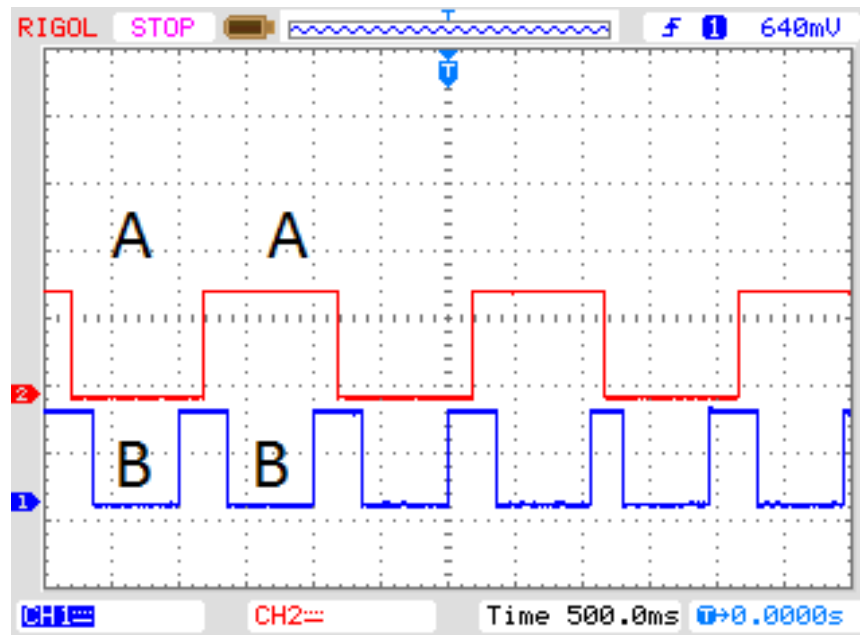 RIGOL STOP T 1 640mV
T
A A
2
B B
1
CH1 CH2 Time 500.0ms T→0.0000s